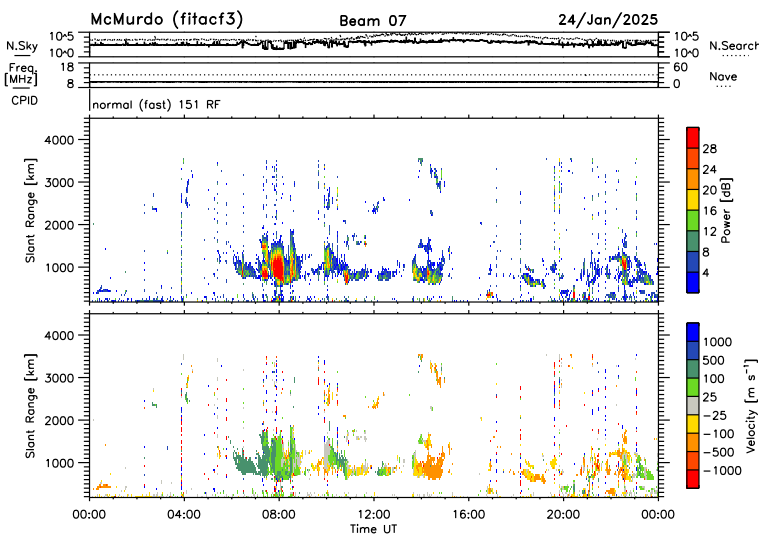 McMurdo (fitacf3) Beam 07 24/Jan/2025
N.Sky 10^5 10^0 10^5 10^0 N.Search
Freq [MHz] 18 8 60 0 Nave
CPID normal (fast) 151 RF
Slant Range [km] 4000 3000 2000 1000
Power [dB] 28 24 20 16 12 8 4
Slant Range [km] 4000 3000 2000 1000
Velocity [m s⁻¹] 1000 500 100 25 −25 −100 −500 −1000
00:00 04:00 08:00 12:00 16:00 20:00 00:00
Time UT